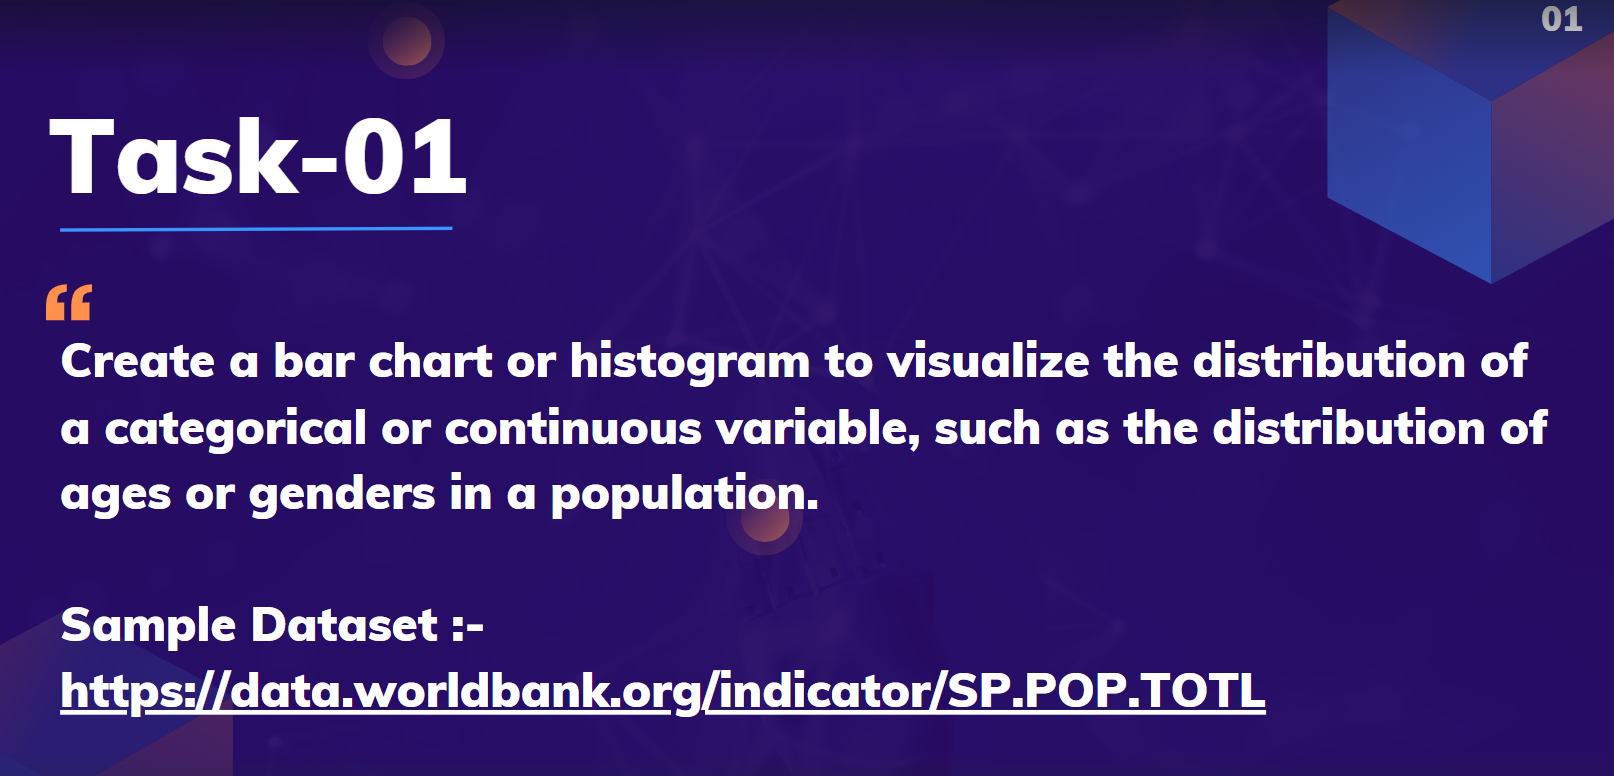 01
Task-01
“
Create a bar chart or histogram to visualize the distribution of
a categorical or continuous variable, such as the distribution of
ages or genders in a population.
Sample Dataset :-
https://data.worldbank.org/indicator/SP.POP.TOTL